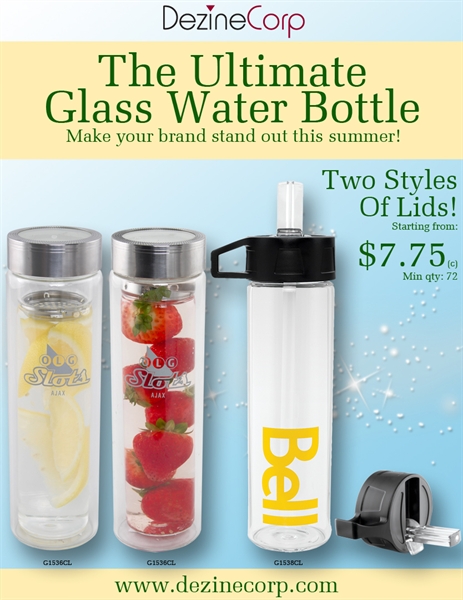 DezineCorp
The Ultimate
Glass Water Bottle
Make your brand stand out this summer!
Two Styles
Of Lids!
Starting from:
$7.75(c)
Min qty: 72
OLG
Slots
AJAX
OLG
Slots
AJAX
Bell
G1536CL
G1536CL
G1538CL
www.dezinecorp.com